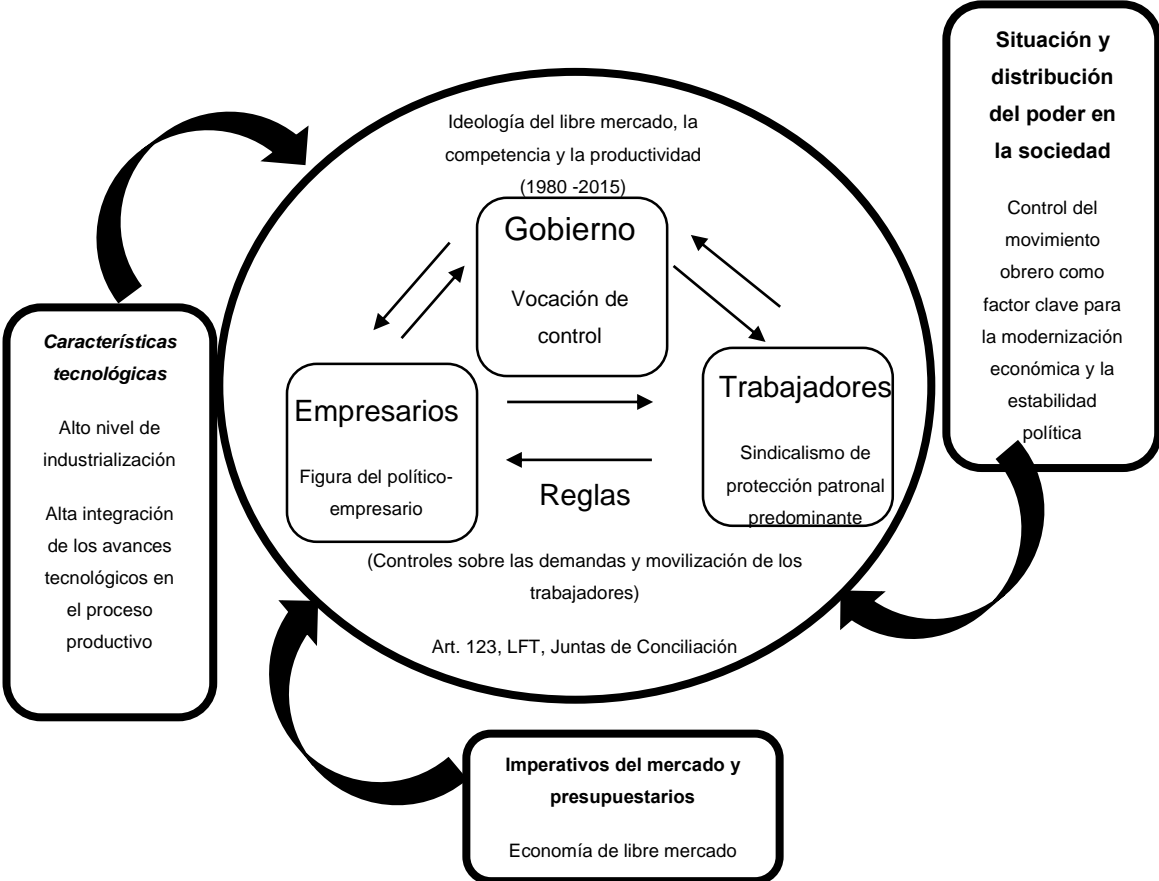 Situación y
distribución
del poder en
la sociedad
Control del
movimiento
obrero como
factor clave para
la modernización
económica y la
estabilidad
política
Ideología del libre mercado, la
competencia y la productividad
(1980 -2015)
Gobierno
Vocación de
control
Características
tecnológicas
Alto nivel de
industrialización
Alta integración
de los avances
tecnológicos en
el proceso
productivo
Empresarios
Figura del político-
empresario
Trabajadores
Sindicalismo de
protección patronal
predominante
Reglas
(Controles sobre las demandas y movilización de los
trabajadores)
Art. 123, LFT, Juntas de Conciliación
Imperativos del mercado y
presupuestarios
Economía de libre mercado